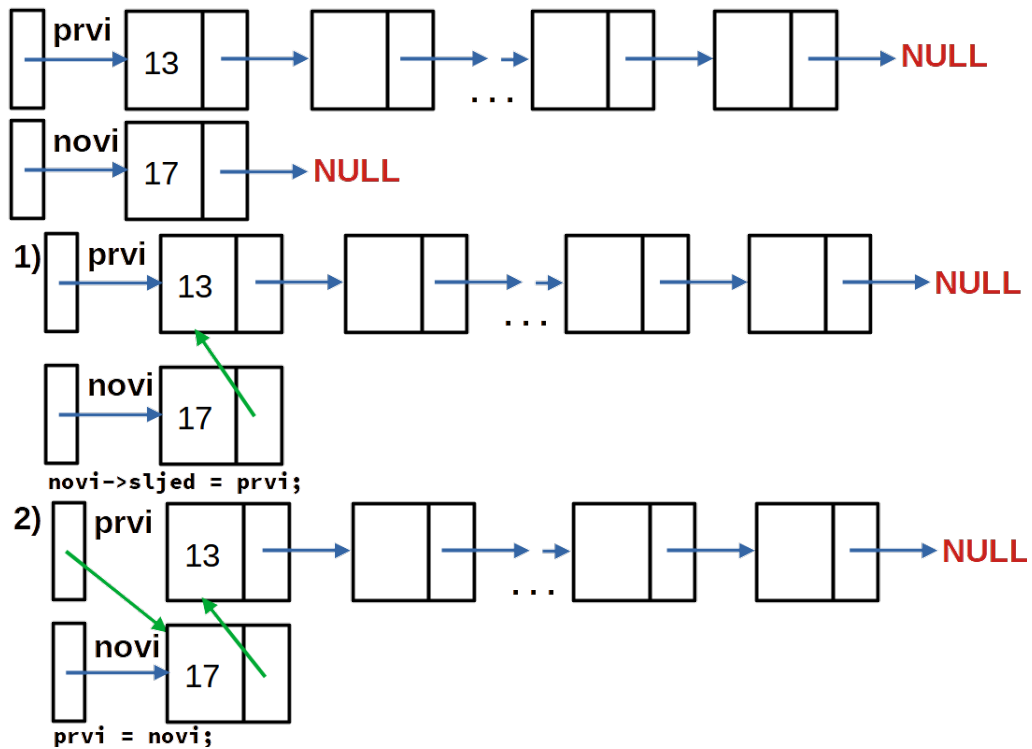 prvi
13
. . .
NULL
novi
17
NULL
1)
prvi
13
. . .
NULL
novi
17
novi->sljed = prvi;
2)
prvi
13
. . .
NULL
novi
17
prvi = novi;